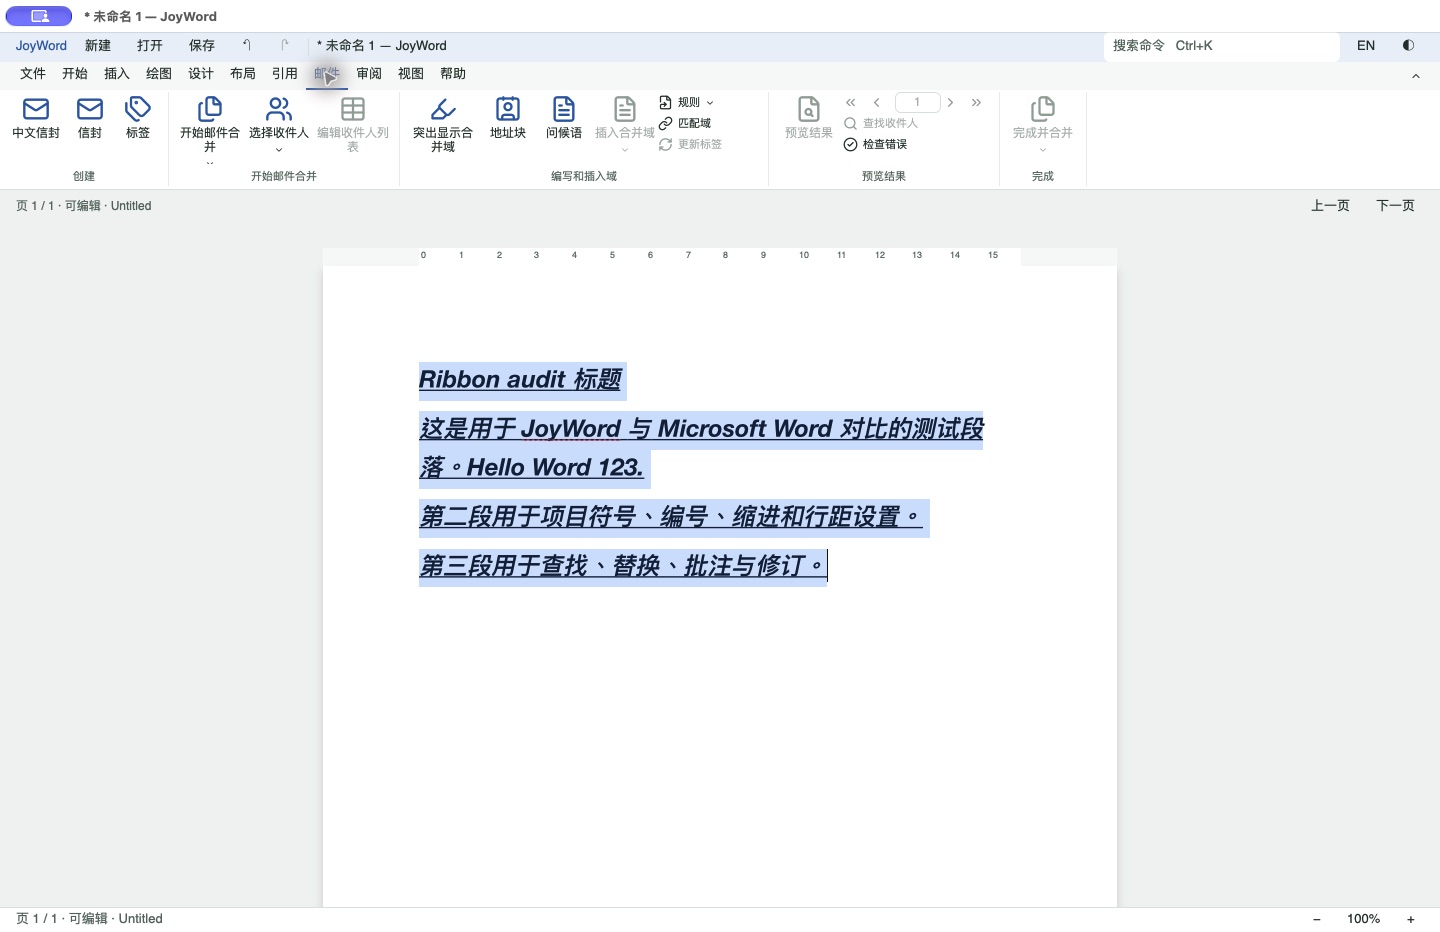 * 未命名 1 — JoyWord
JoyWord 新建 打开 保存 * 未命名 1 — JoyWord 搜索命令 Ctrl+K EN
文件 开始 插入 绘图 设计 布局 引用 邮件 审阅 视图 帮助
中文信封 信封 标签
创建
开始邮件合并 选择收件人 编辑收件人列表
开始邮件合并
突出显示合并域 地址块 问候语 插入合并域
规则
匹配域
更新标签
编写和插入域
预览结果
1
查找收件人
检查错误
预览结果
完成并合并
完成
页 1 / 1 · 可编辑 · Untitled 上一页 下一页
0 1 2 3 4 5 6 7 8 9 10 11 12 13 14 15
Ribbon audit 标题
这是用于 JoyWord 与 Microsoft Word 对比的测试段
落。Hello Word 123.
第二段用于项目符号、编号、缩进和行距设置。
第三段用于查找、替换、批注与修订。
页 1 / 1 · 可编辑 · Untitled − 100% +